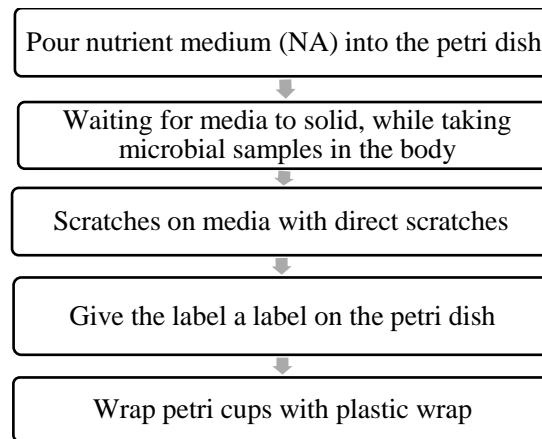 Pour nutrient medium (NA) into the petri dish
Waiting for media to solid, while taking
microbial samples in the body
Scratches on media with direct scratches
Give the label a label on the petri dish
Wrap petri cups with plastic wrap